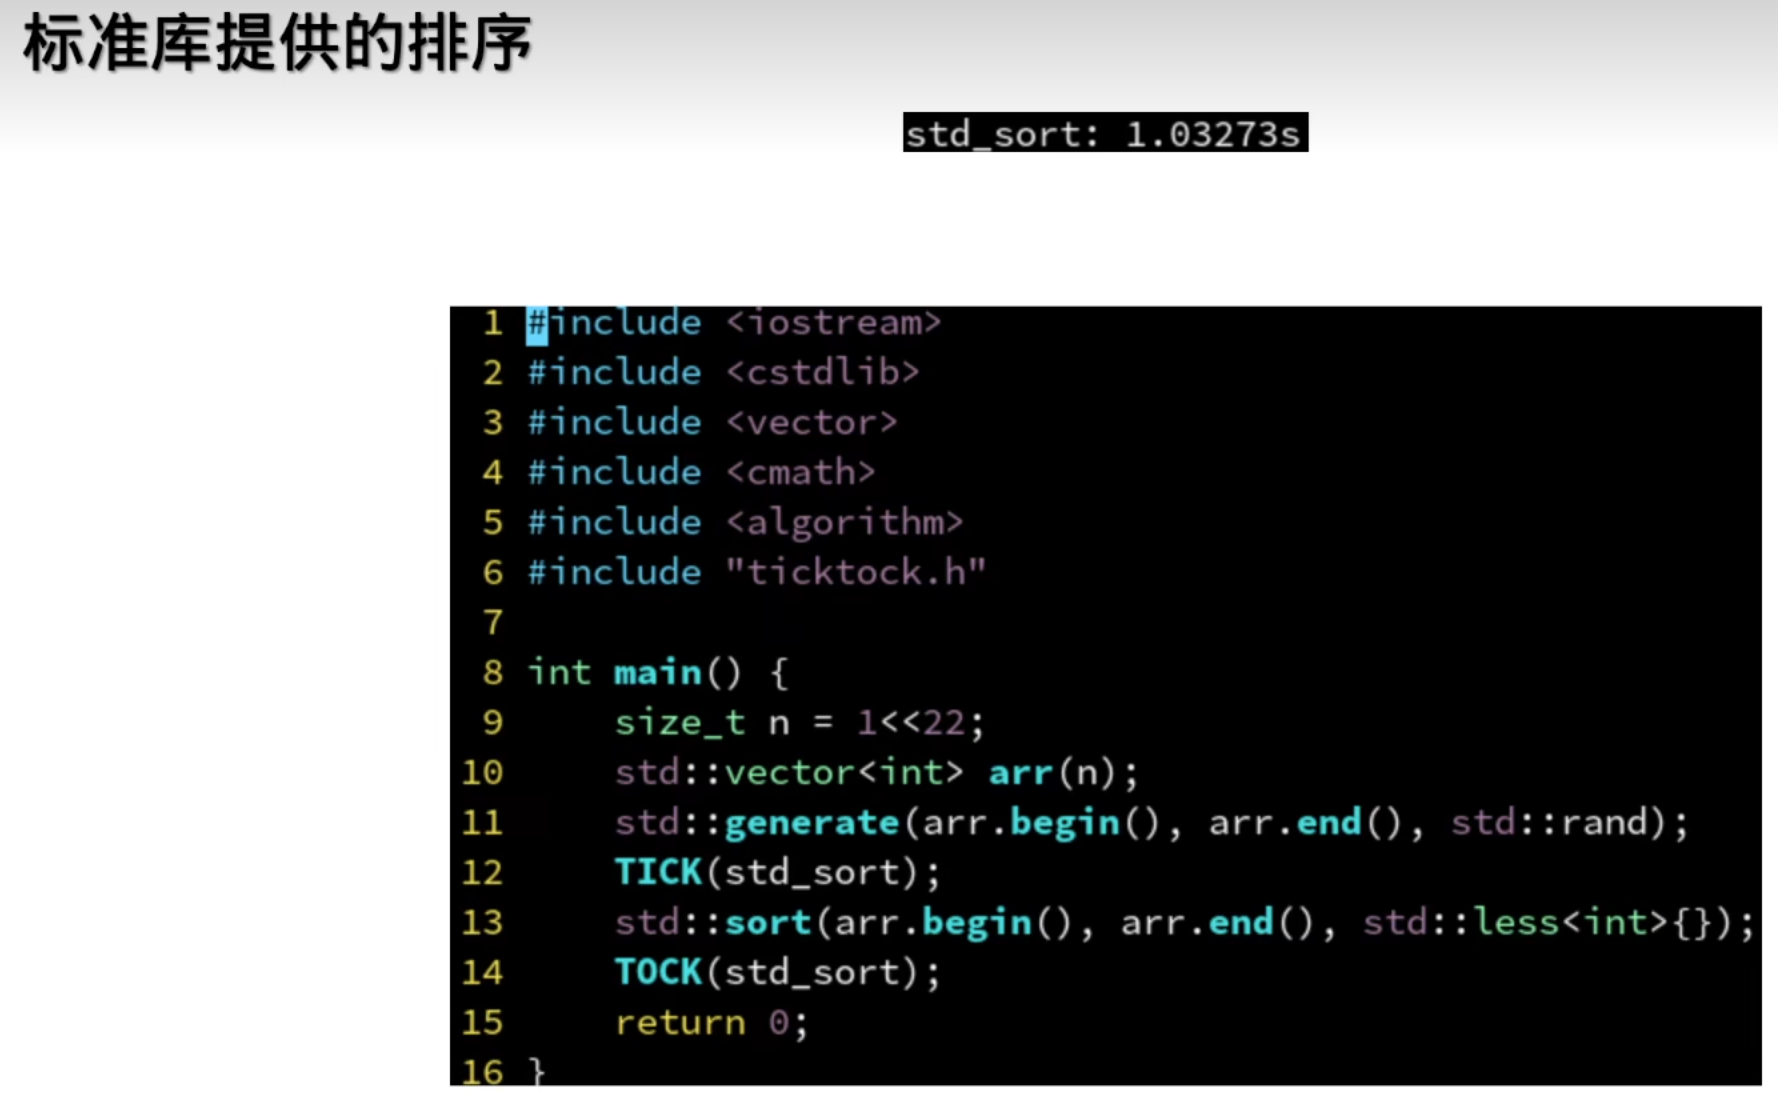 标准库提供的排序
std_sort: 1.03273s
1 #include <iostream>
2 #include <cstdlib>
3 #include <vector>
4 #include <cmath>
5 #include <algorithm>
6 #include "ticktock.h"
7
8 int main() {
9     size_t n = 1<<22;
10     std::vector<int> arr(n);
11     std::generate(arr.begin(), arr.end(), std::rand);
12     TICK(std_sort);
13     std::sort(arr.begin(), arr.end(), std::less<int>{});
14     TOCK(std_sort);
15     return 0;
16 }